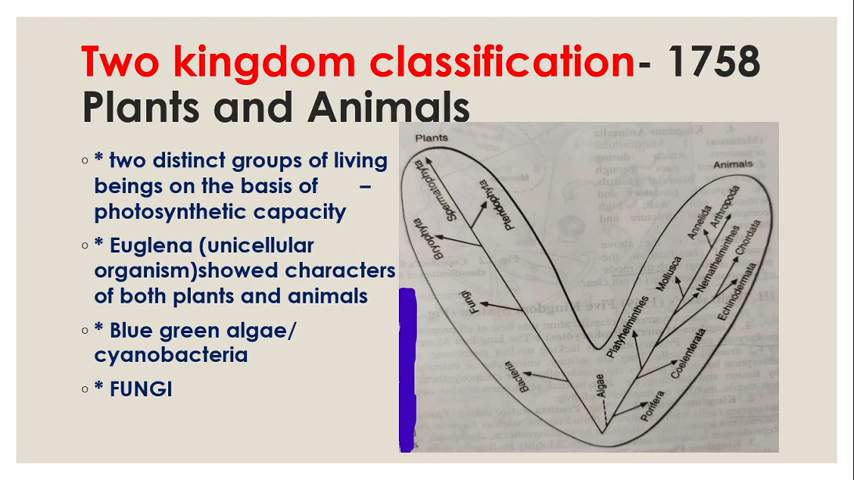 Two kingdom classification- 1758
Plants and Animals
* two distinct groups of living
beings on the basis of –
photosynthetic capacity
* Euglena (unicellular
organism)showed characters
of both plants and animals
* Blue green algae/
cyanobacteria
* FUNGI
Plants
Spermatophyta
Pteridophyta
Bryophyta
Fungi
Bacteria
Algae
Animals
Arthropoda
Annelida
Chordata
Nemathelminthes
Mollusca
Echinodermata
Platyhelminthes
Coelenterata
Porifera